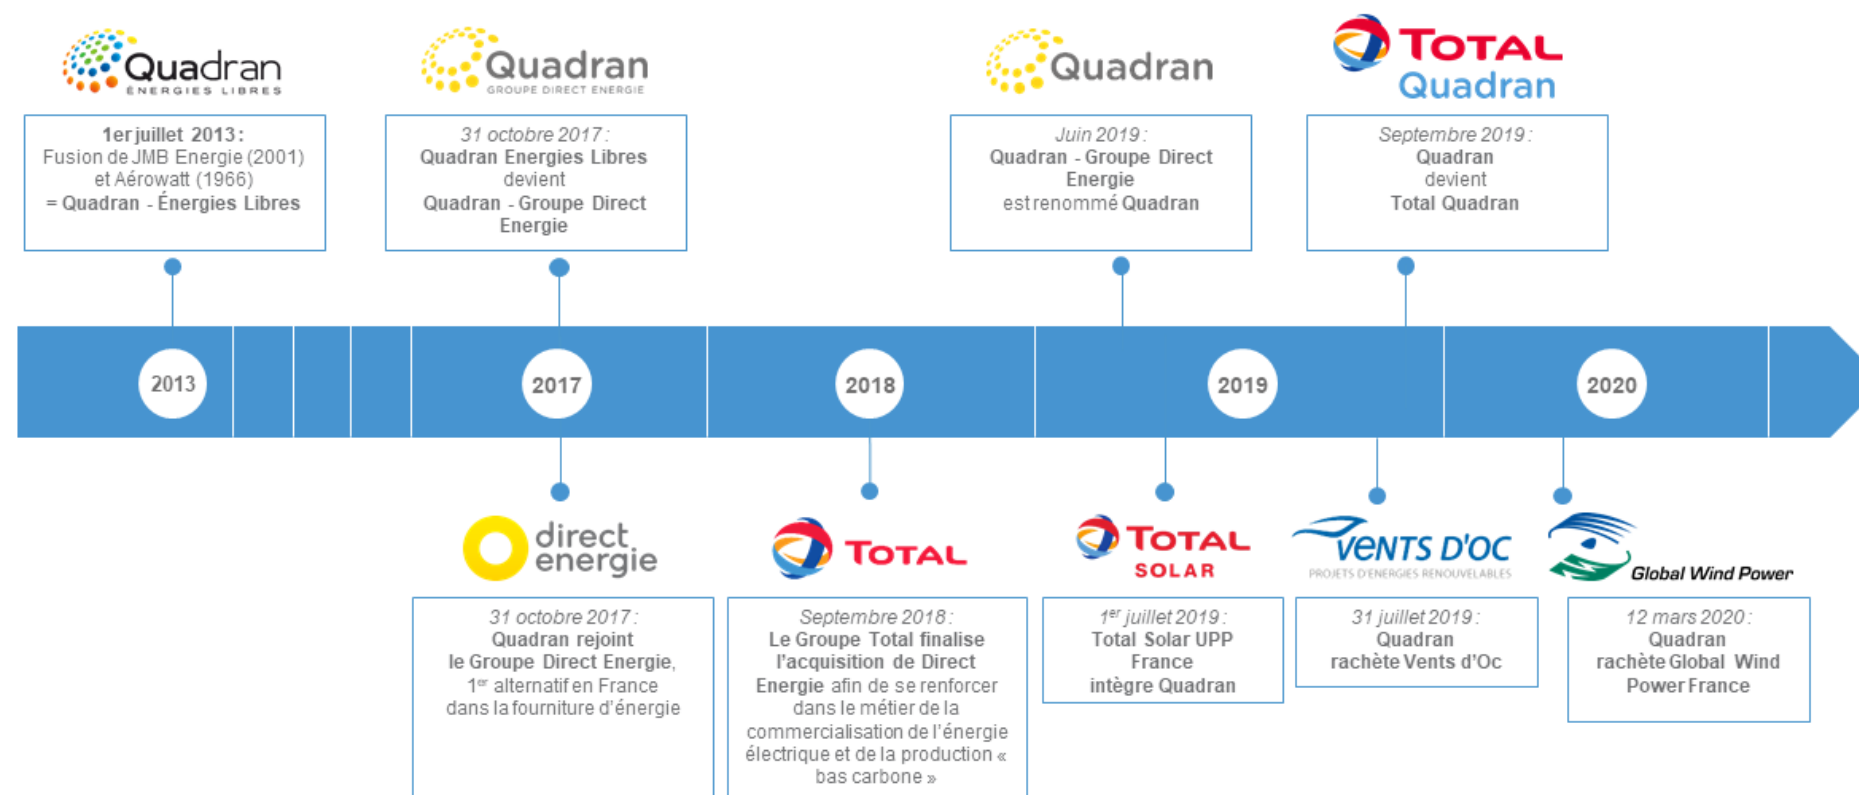 Quadran
ÉNERGIES LIBRES
1er juillet 2013 :
Fusion de JMB Energie (2001)
et Aérowatt (1966)
= Quadran - Énergies Libres
Quadran
GROUPE DIRECT ENERGIE
31 octobre 2017 :
Quadran Energies Libres
devient
Quadran - Groupe Direct
Energie
Quadran
Juin 2019 :
Quadran - Groupe Direct
Energie
est renommé Quadran
TOTAL
Quadran
Septembre 2019 :
Quadran
devient
Total Quadran
2013
2017
2018
2019
2020
direct
energie
31 octobre 2017 :
Quadran rejoint
le Groupe Direct Energie,
1er alternatif en France
dans la fourniture d’énergie
TOTAL
Septembre 2018 :
Le Groupe Total finalise
l’acquisition de Direct
Energie afin de se renforcer
dans le métier de la
commercialisation de l’énergie
électrique et de la production «
bas carbone »
TOTAL
SOLAR
1er juillet 2019 :
Total Solar UPP
France
intègre Quadran
VENTS D'OC
PROJETS D'ENERGIES RENOUVELABLES
31 juillet 2019 :
Quadran
rachète Vents d’Oc
Global Wind Power
12 mars 2020 :
Quadran
rachète Global Wind
Power France